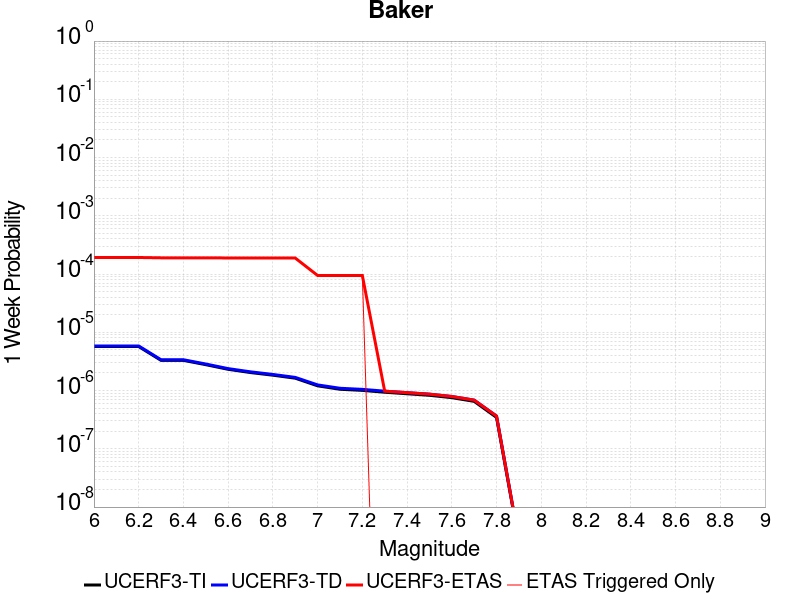 Baker
10^0
10^-1
10^-2
10^-3
10^-4
10^-5
10^-6
10^-7
10^-8
1 Week Probability
6 6.2 6.4 6.6 6.8 7 7.2 7.4 7.6 7.8 8 8.2 8.4 8.6 8.8 9
Magnitude
UCERF3-TI UCERF3-TD UCERF3-ETAS ETAS Triggered Only